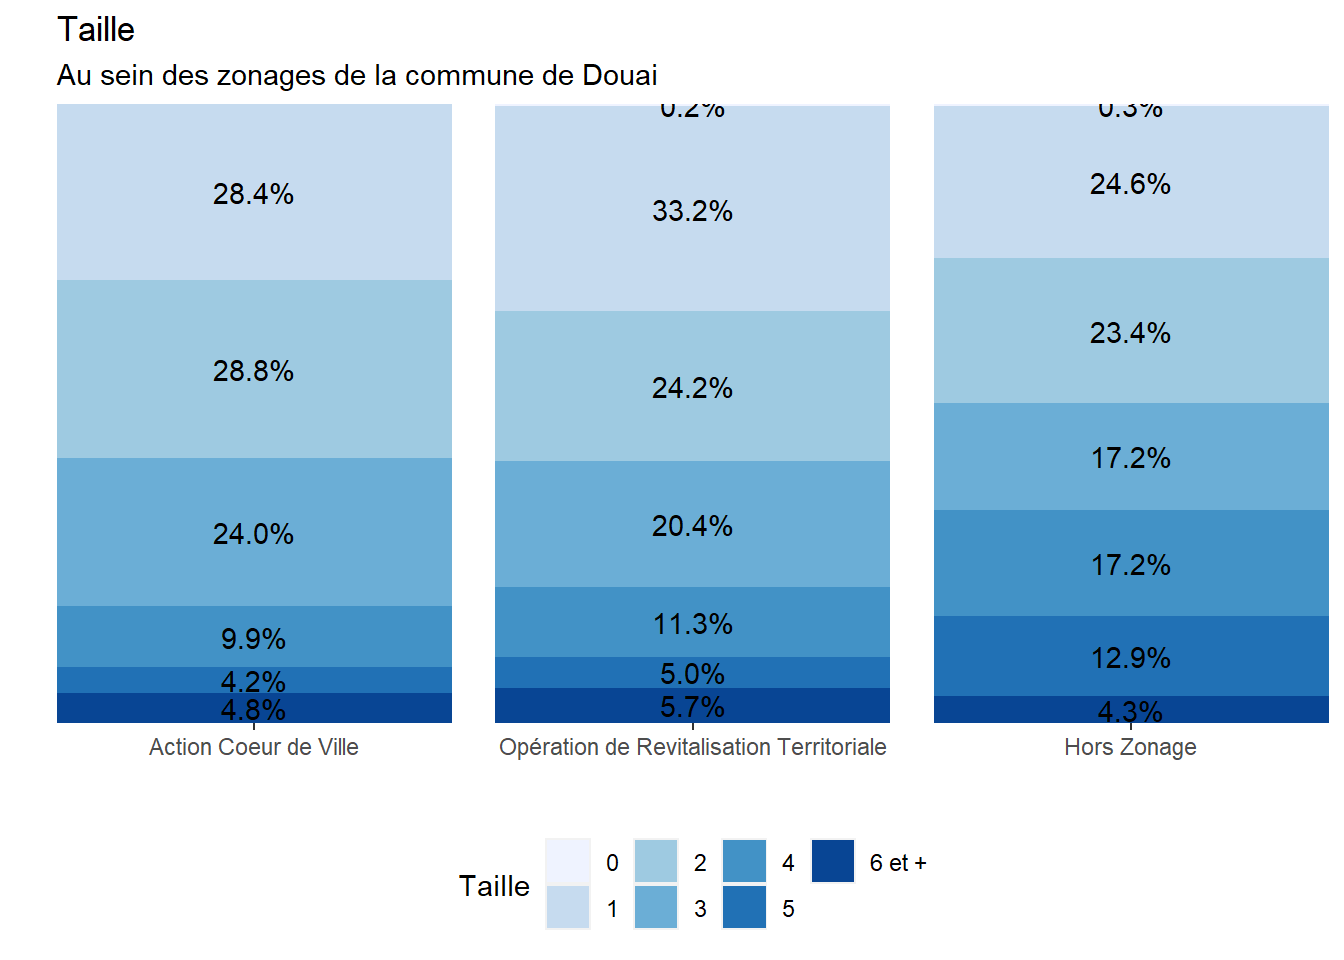 Taille
Au sein des zonages de la commune de Douai
0.2% 0.3%
28.4% 33.2% 24.6%
28.8% 24.2% 23.4%
24.0% 20.4% 17.2%
9.9% 11.3% 17.2%
4.2% 5.0% 12.9%
4.8% 5.7% 4.3%
Action Coeur de Ville Opération de Revitalisation Territoriale Hors Zonage
Taille
0 2 4 6 et +
1 3 5